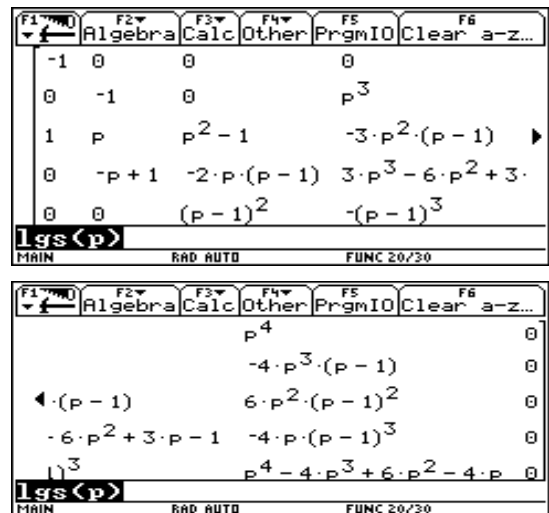 F1 F2 Algebra F3 Calc F4 Other F5 PrgmIO F6 Clear a-z…
-1 0 0 0
0 -1 0 p^3
1 p p^2 - 1 -3·p^2·(p - 1) ▶
0 -p + 1 -2·p·(p - 1) 3·p^3 - 6·p^2 + 3·
0 0 (p - 1)^2 -(p - 1)^3
lgs(p)
MAIN RAD AUTO FUNC 20/30
F1 F2 Algebra F3 Calc F4 Other F5 PrgmIO F6 Clear a-z…
p^4 0
-4·p^3·(p - 1) 0
◀ ·(p - 1) 6·p^2·(p - 1)^2 0
- 6·p^2 + 3·p - 1 -4·p·(p - 1)^3 0
)^3 p^4 - 4·p^3 + 6·p^2 - 4·p 0
lgs(p)
MAIN RAD AUTO FUNC 20/30